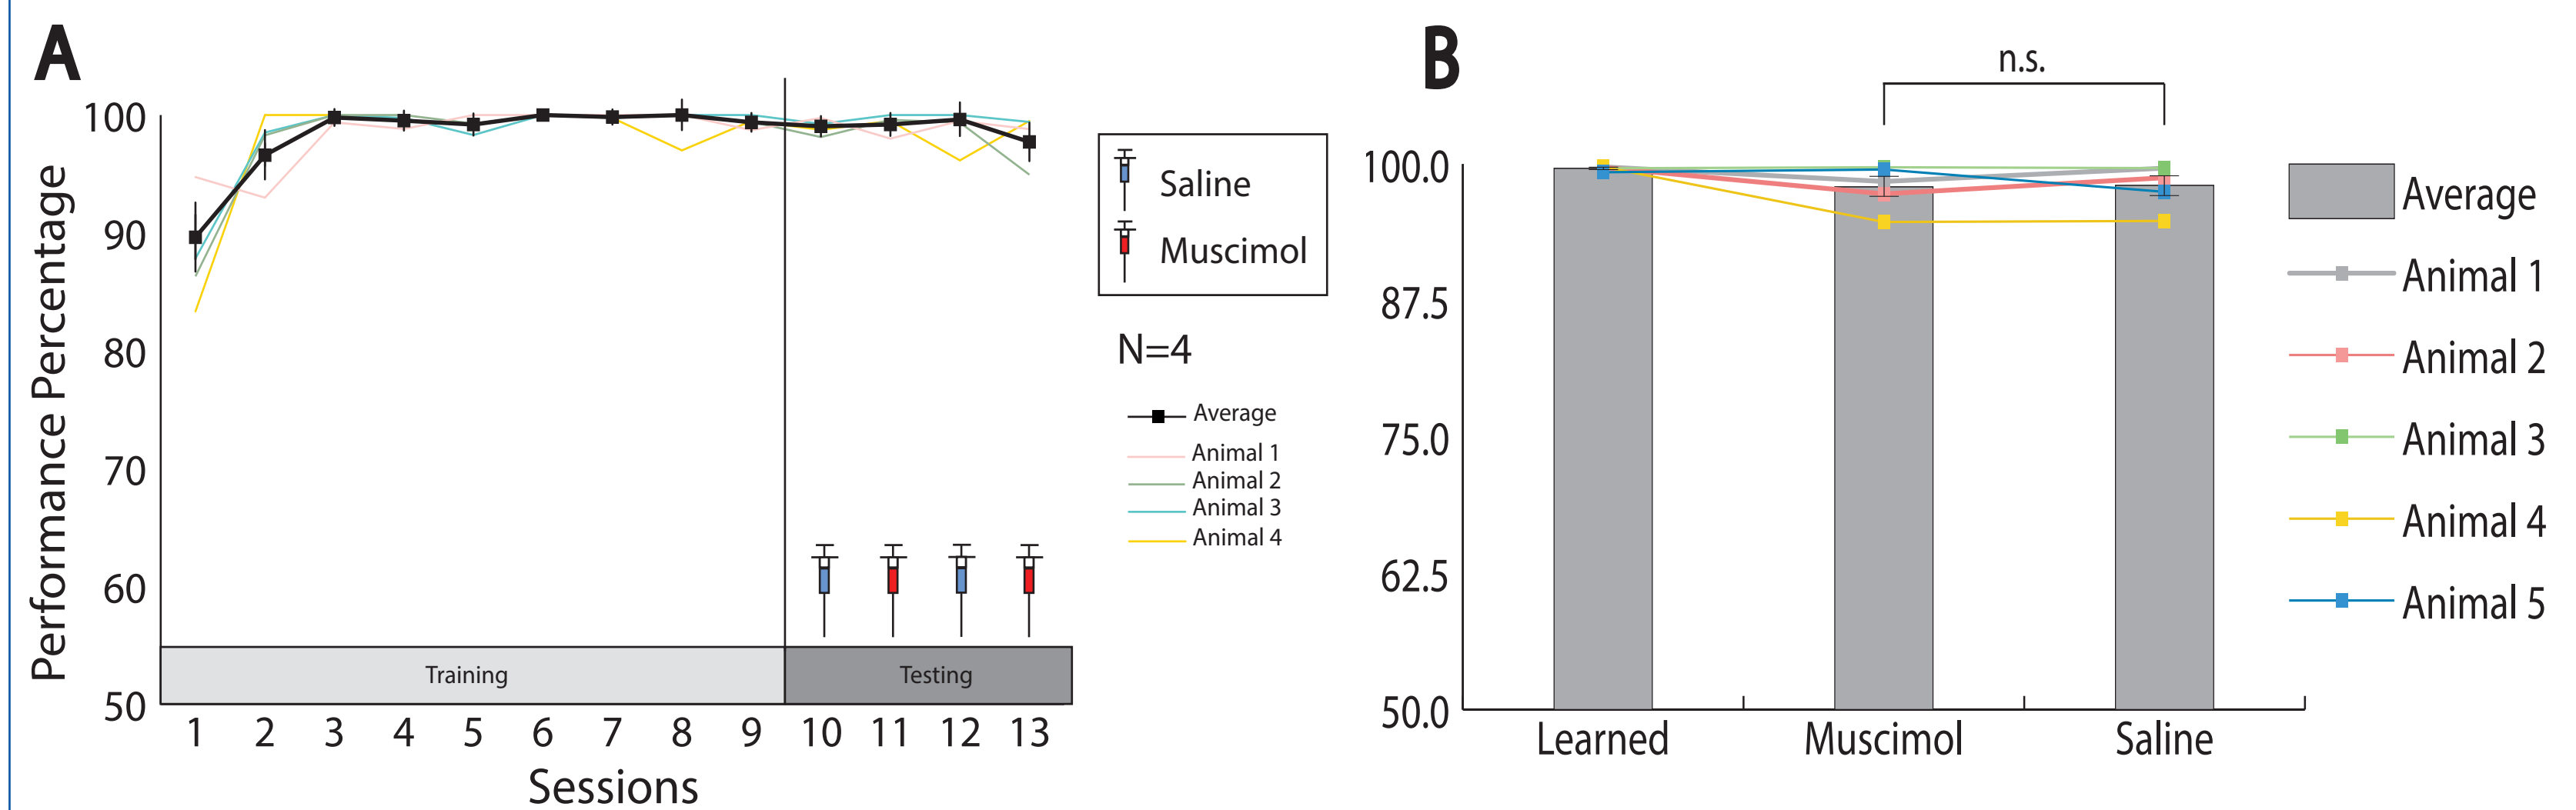 A
Performance Percentage
100
90
80
70
60
50
Training
Testing
1 2 3 4 5 6 7 8 9 10 11 12 13
Sessions
Saline
Muscimol
N=4
Average
Animal 1
Animal 2
Animal 3
Animal 4
B
n.s.
100.0
87.5
75.0
62.5
50.0
Learned Muscimol Saline
Average
Animal 1
Animal 2
Animal 3
Animal 4
Animal 5